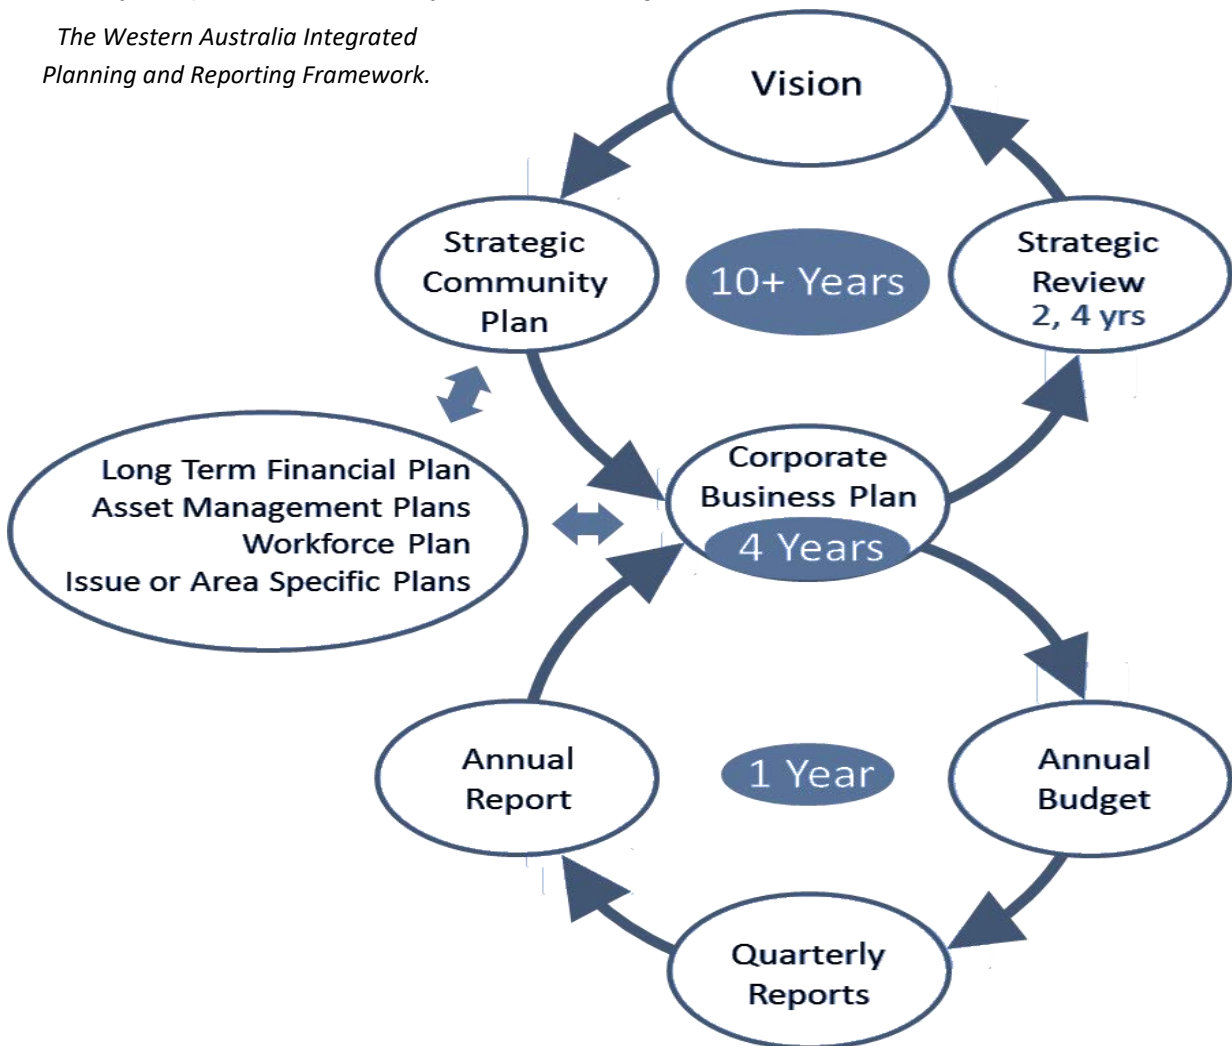 The Western Australia Integrated
Planning and Reporting Framework.
Vision
Strategic
Community
Plan
10+ Years
Strategic
Review
2, 4 yrs
Long Term Financial Plan
Asset Management Plans
Workforce Plan
Issue or Area Specific Plans
Corporate
Business Plan
4 Years
Annual
Report
1 Year
Annual
Budget
Quarterly
Reports